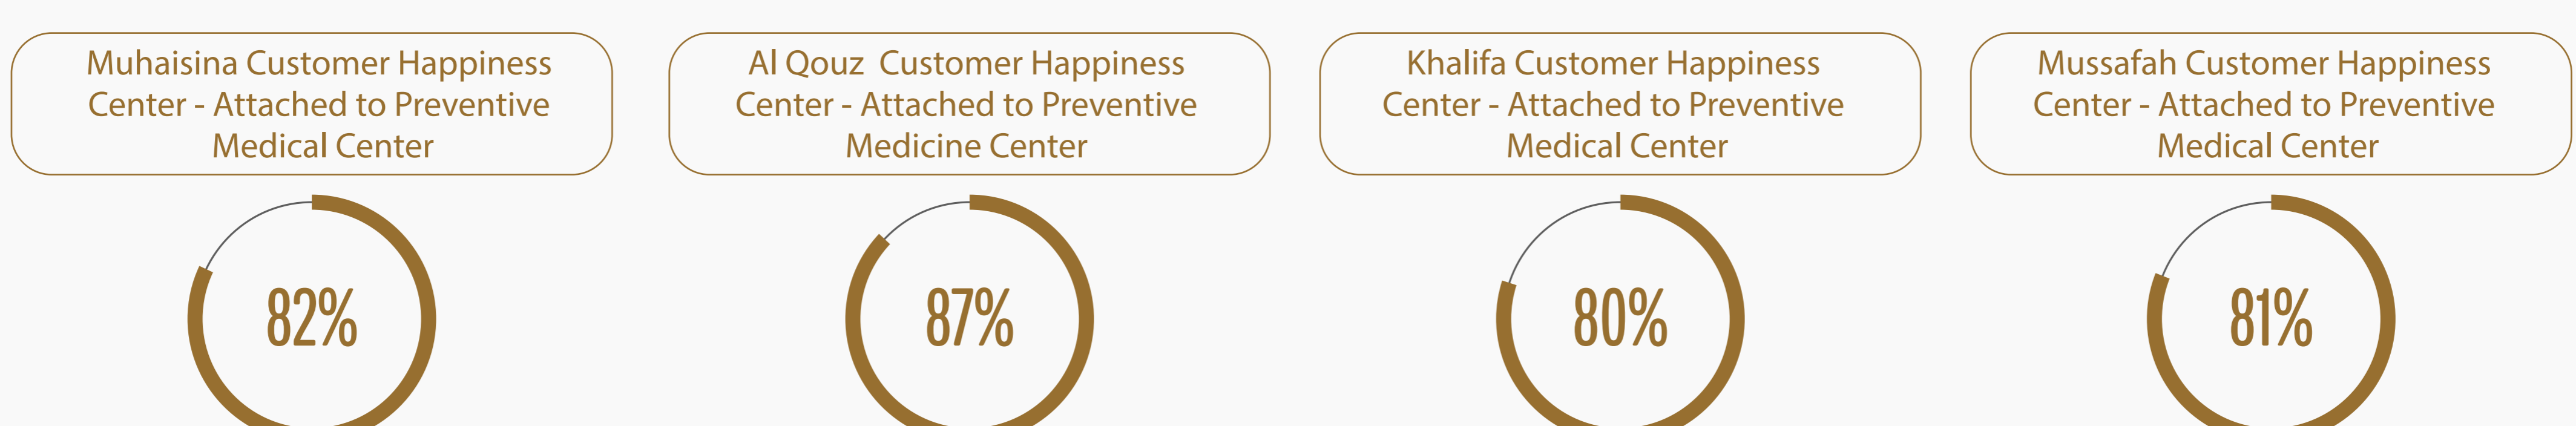 Muhaisina Customer Happiness
Center - Attached to Preventive
Medical Center
82%
Al Qouz  Customer Happiness
Center - Attached to Preventive
Medicine Center
87%
Khalifa Customer Happiness
Center - Attached to Preventive
Medical Center
80%
Mussafah Customer Happiness
Center - Attached to Preventive
Medical Center
81%